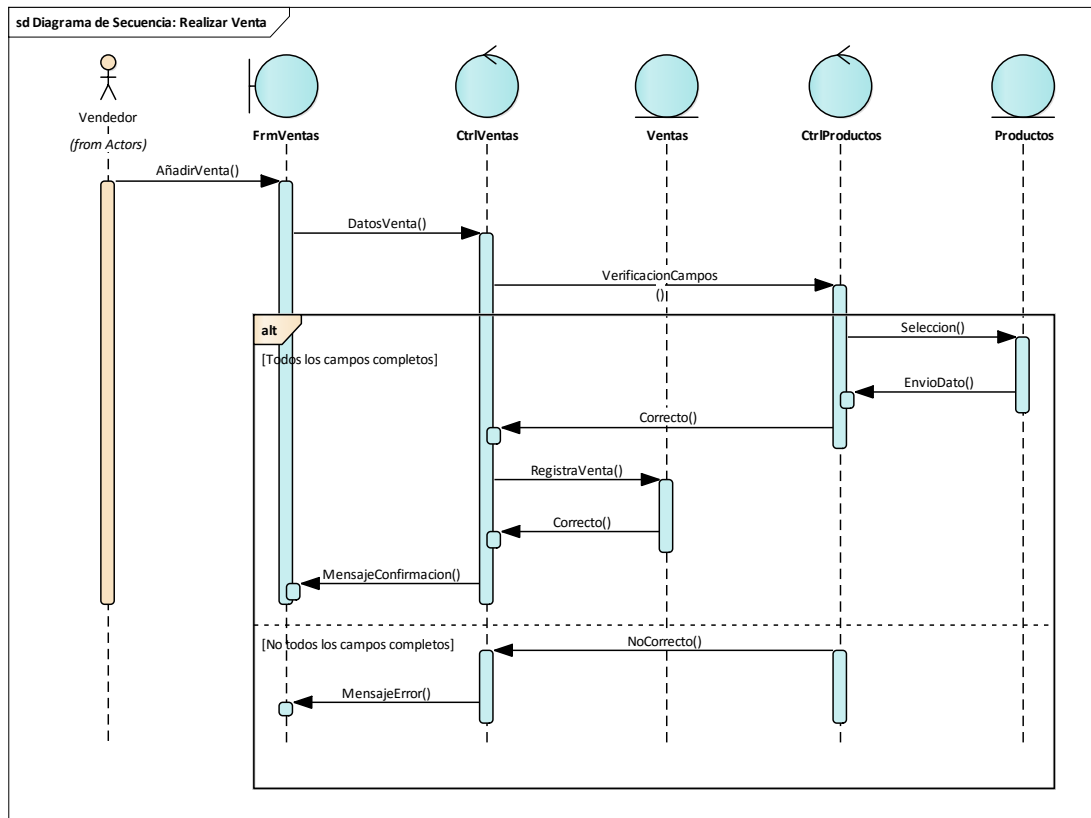 sd Diagrama de Secuencia: Realizar Venta
Vendedor
(from Actors)
FrmVentas
CtrlVentas
Ventas
CtrlProductos
Productos
AñadirVenta()
DatosVenta()
VerificacionCampos
()
alt
[Todos los campos completos]
Seleccion()
EnvioDato()
Correcto()
RegistraVenta()
Correcto()
MensajeConfirmacion()
[No todos los campos completos]
NoCorrecto()
MensajeError()